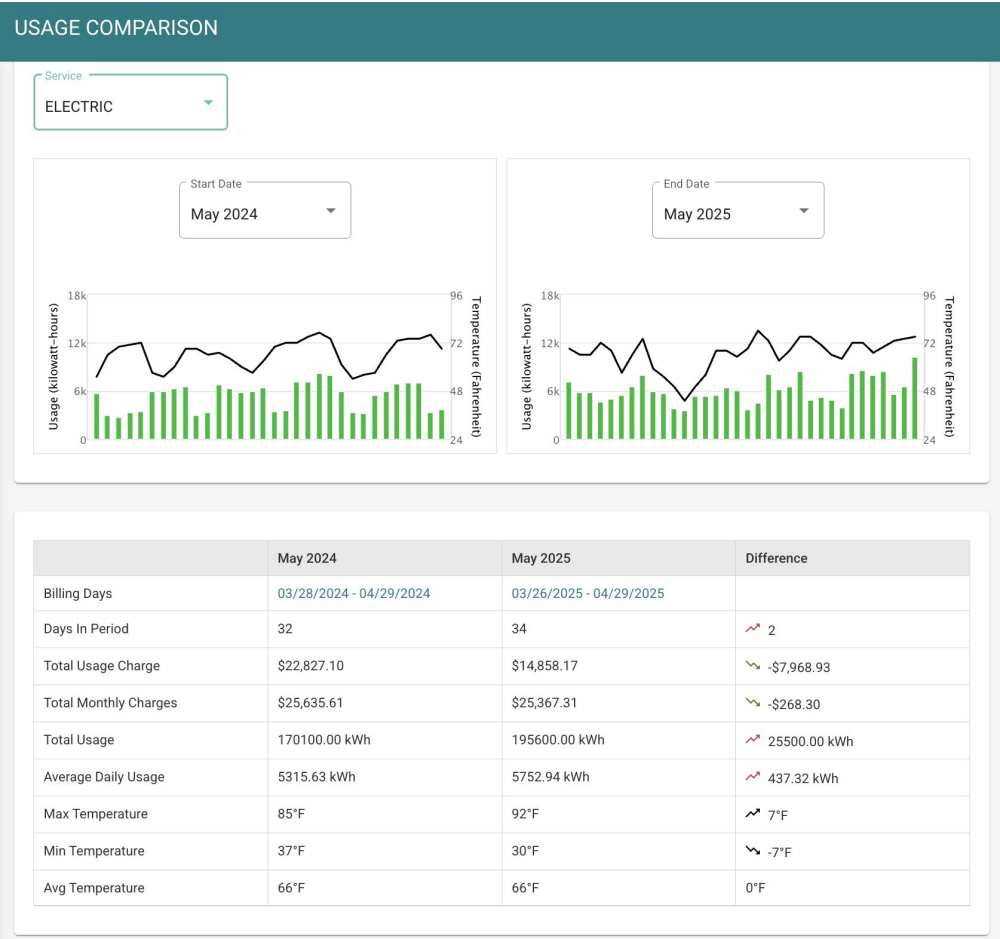 USAGE COMPARISON
Service
ELECTRIC
Start Date
May 2024
18k
12k
6k
0
Usage (kilowatt-hours)
96
72
48
24
Temperature (Fahrenheit)
End Date
May 2025
18k
12k
6k
0
Usage (kilowatt-hours)
96
72
48
24
Temperature (Fahrenheit)
May 2024 May 2025 Difference
Billing Days 03/28/2024 - 04/29/2024 03/26/2025 - 04/29/2025
Days In Period 32 34 2
Total Usage Charge $22,827.10 $14,858.17 -$7,968.93
Total Monthly Charges $25,635.61 $25,367.31 -$268.30
Total Usage 170100.00 kWh 195600.00 kWh 25500.00 kWh
Average Daily Usage 5315.63 kWh 5752.94 kWh 437.32 kWh
Max Temperature 85°F 92°F 7°F
Min Temperature 37°F 30°F -7°F
Avg Temperature 66°F 66°F 0°F